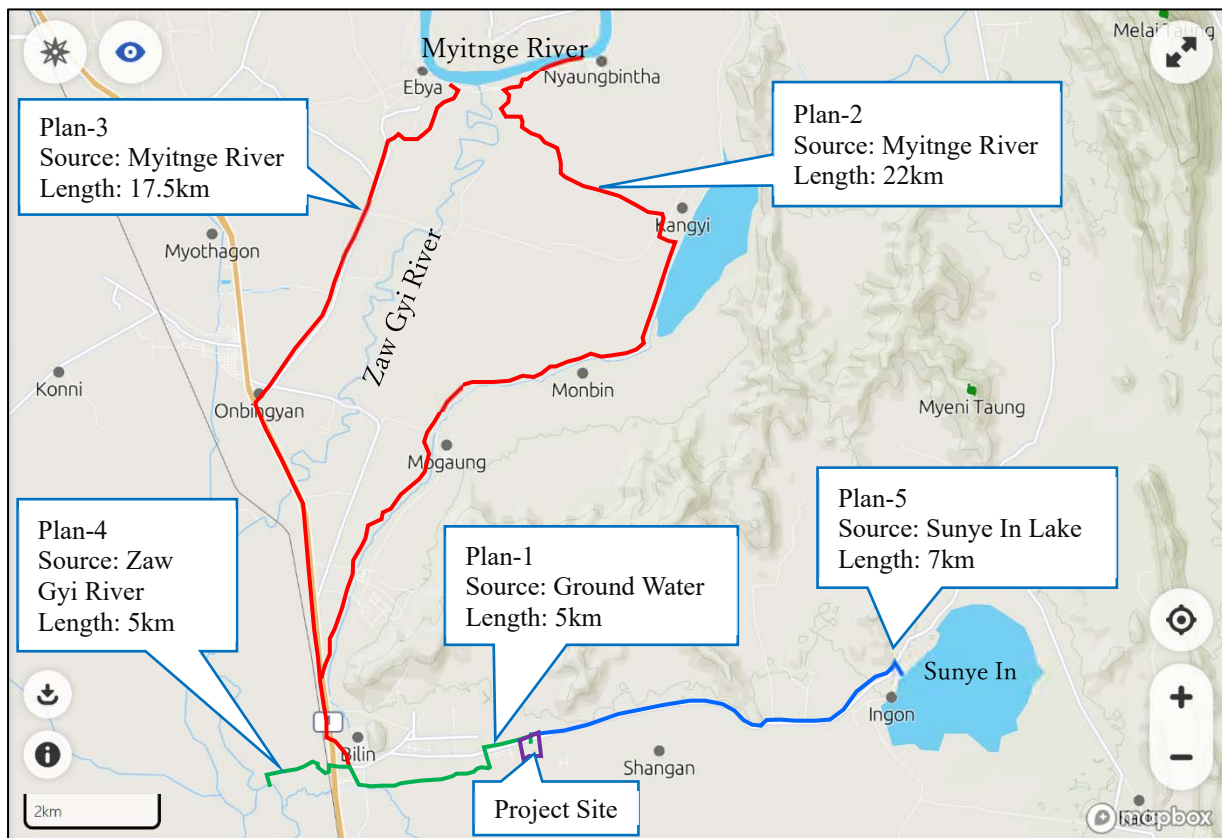 Melai Taung
Myitnge River
Ebya
Nyaungbintha
Plan-3
Source: Myitnge River
Length: 17.5km
Plan-2
Source: Myitnge River
Length: 22km
Kangyi
Myothagon
Zaw Gyi River
Konni
Onbingyan
Monbin
Myeni Taung
Mogaung
Plan-4
Source: Zaw
Gyi River
Length: 5km
Plan-1
Source: Ground Water
Length: 5km
Plan-5
Source: Sunye In Lake
Length: 7km
Sunye In
Ingon
Bilin
Shangan
Project Site
2km
mapbox